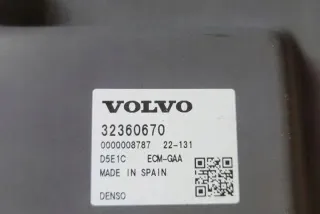 VOLVO
32360670
0000008787 22-131
D5E1C ECM-GAA
MADE IN SPAIN
DENSO